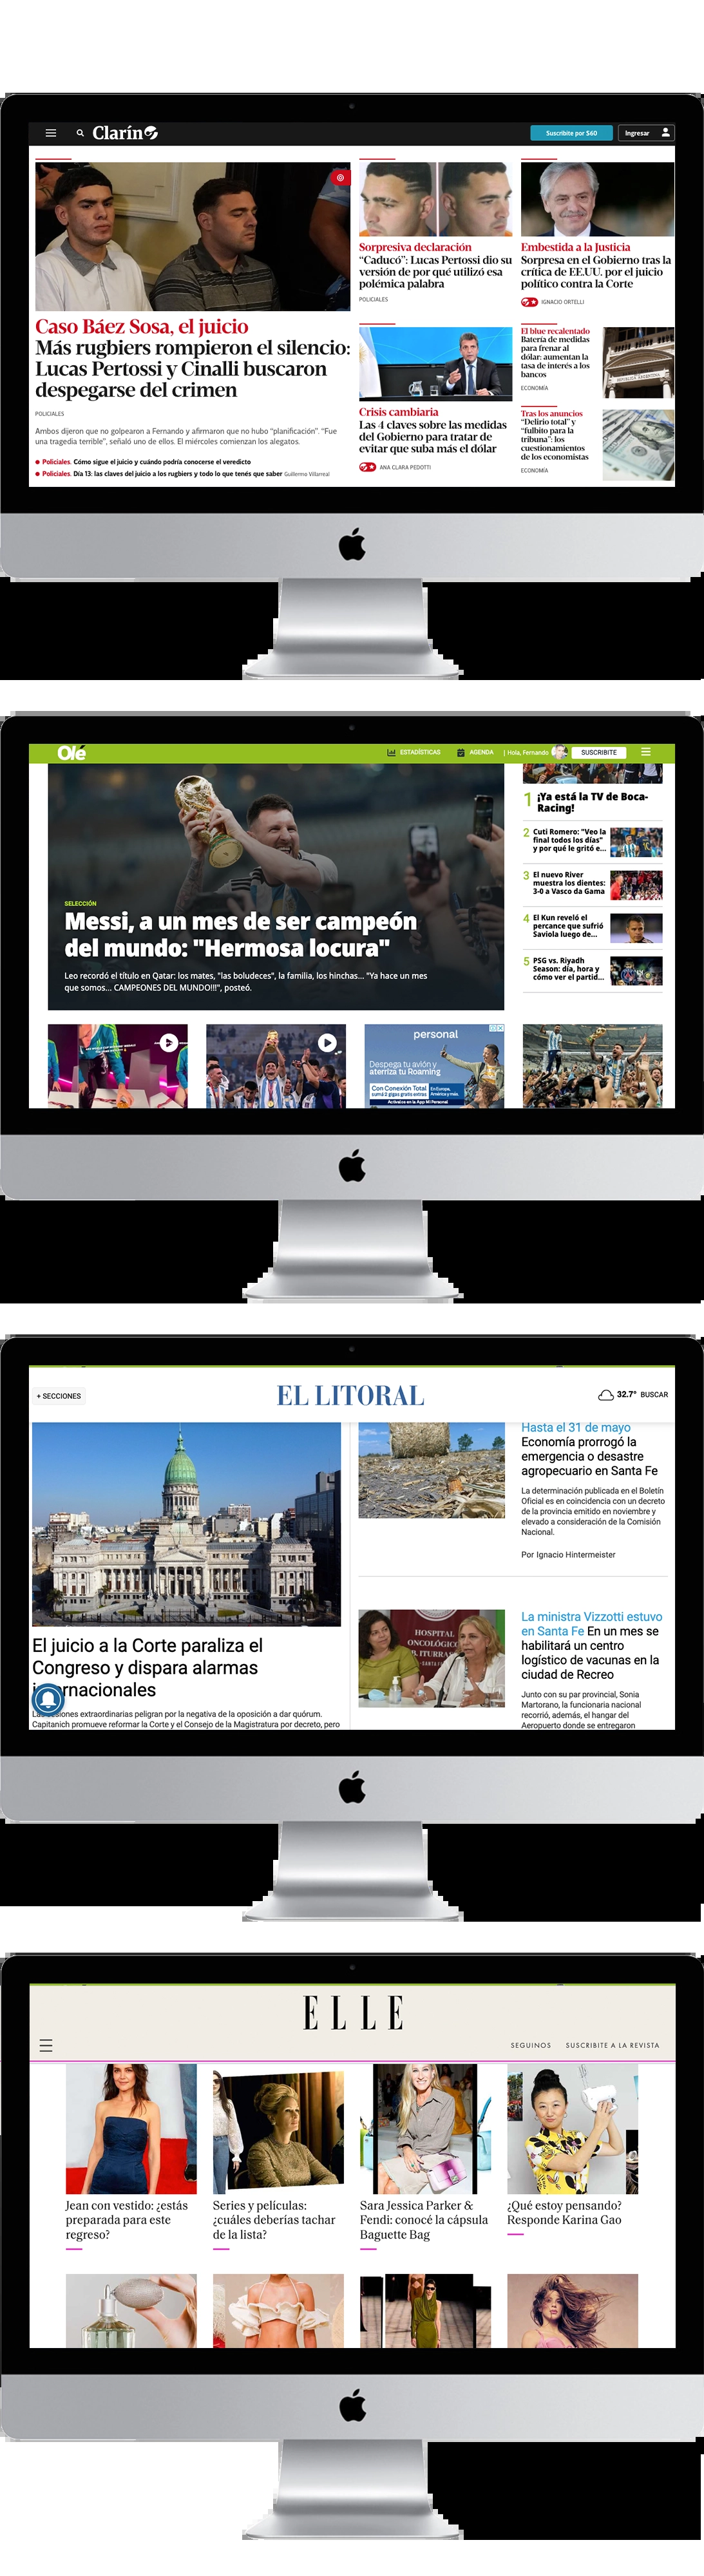 Clarín
Suscribite por $60
Ingresar
Caso Báez Sosa, el juicio
Más rugbiers rompieron el silencio:
Lucas Pertossi y Cinalli buscaron
despegarse del crimen
POLICIALES
Ambos dijeron que no golpearon a Fernando y afirmaron que no hubo "planificación". "Fue
una tragedia terrible", señaló uno de ellos. El miércoles comienzan los alegatos.
Policiales. Cómo sigue el juicio y cuándo podría conocerse el veredicto
Policiales. Día 13: las claves del juicio a los rugbiers y todo lo que tenés que saber Guillermo Villarreal
Sorpresiva declaración
“Caducó”: Lucas Pertossi dio su
versión de por qué utilizó esa
polémica palabra
POLICIALES
Embestida a la Justicia
Sorpresa en el Gobierno tras la
crítica de EE.UU. por el juicio
político contra la Corte
IGNACIO ORTELLI
Crisis cambiaria
Las 4 claves sobre las medidas
del Gobierno para tratar de
evitar que suba más el dólar
ANA CLARA PEDOTTI
El blue recalentado
Batería de medidas
para frenar al
dólar: aumentan la
tasa de interés a los
bancos
ECONOMÍA
Tras los anuncios
“Delirio total” y
“fulbito para la
tribuna”: los
cuestionamientos
de los economistas
ECONOMÍA
Olé
ESTADÍSTICAS
AGENDA
| Hola, Fernando
SUSCRIBITE
SELECCIÓN
Messi, a un mes de ser campeón
del mundo: "Hermosa locura"
Leo recordó el título en Qatar: los mates, "las boludeces", la familia, los hinchas... "Ya hace un mes
que somos... CAMPEONES DEL MUNDO!!!", posteó.
1 ¡Ya está la TV de Boca-
Racing!
2 Cuti Romero: "Veo la
final todos los días"
y por qué le gritó e...
3 El nuevo River
muestra los dientes:
3-0 a Vasco da Gama
4 El Kun reveló el
percance que sufrió
Saviola luego de...
5 PSG vs. Riyadh
Season: día, hora y
cómo ver el partid...
personal
Despega tu avión y
aterriza tu Roaming
Con Conexión Total
sumá 2 gigas gratis extras
En Europa,
América y más.
Activalos en la App Mi Personal
+ SECCIONES
EL LITORAL
32.7°
BUSCAR
El juicio a la Corte paraliza el
Congreso y dispara alarmas
internacionales
Las sesiones extraordinarias peligran por la negativa de la oposición a dar quórum.
Capitanich promueve reformar la Corte y el Consejo de la Magistratura por decreto, pero
Hasta el 31 de mayo
Economía prorrogó la
emergencia o desastre
agropecuario en Santa Fe
La determinación publicada en el Boletín
Oficial es en coincidencia con un decreto
de la provincia emitido en noviembre y
elevado a consideración de la Comisión
Nacional.
Por Ignacio Hintermeister
HOSPITAL
ONCOLÓGICO
La ministra Vizzotti estuvo
en Santa Fe En un mes se
habilitará un centro
logístico de vacunas en la
ciudad de Recreo
Junto con su par provincial, Sonia
Martorano, la funcionaria nacional
recorrió, además, el hangar del
Aeropuerto donde se entregaron
ELLE
SEGUINOS
SUSCRIBITE A LA REVISTA
Jean con vestido: ¿estás
preparada para este
regreso?
Series y películas:
¿cuáles deberías tachar
de la lista?
Sara Jessica Parker &
Fendi: conocé la cápsula
Baguette Bag
¿Qué estoy pensando?
Responde Karina Gao